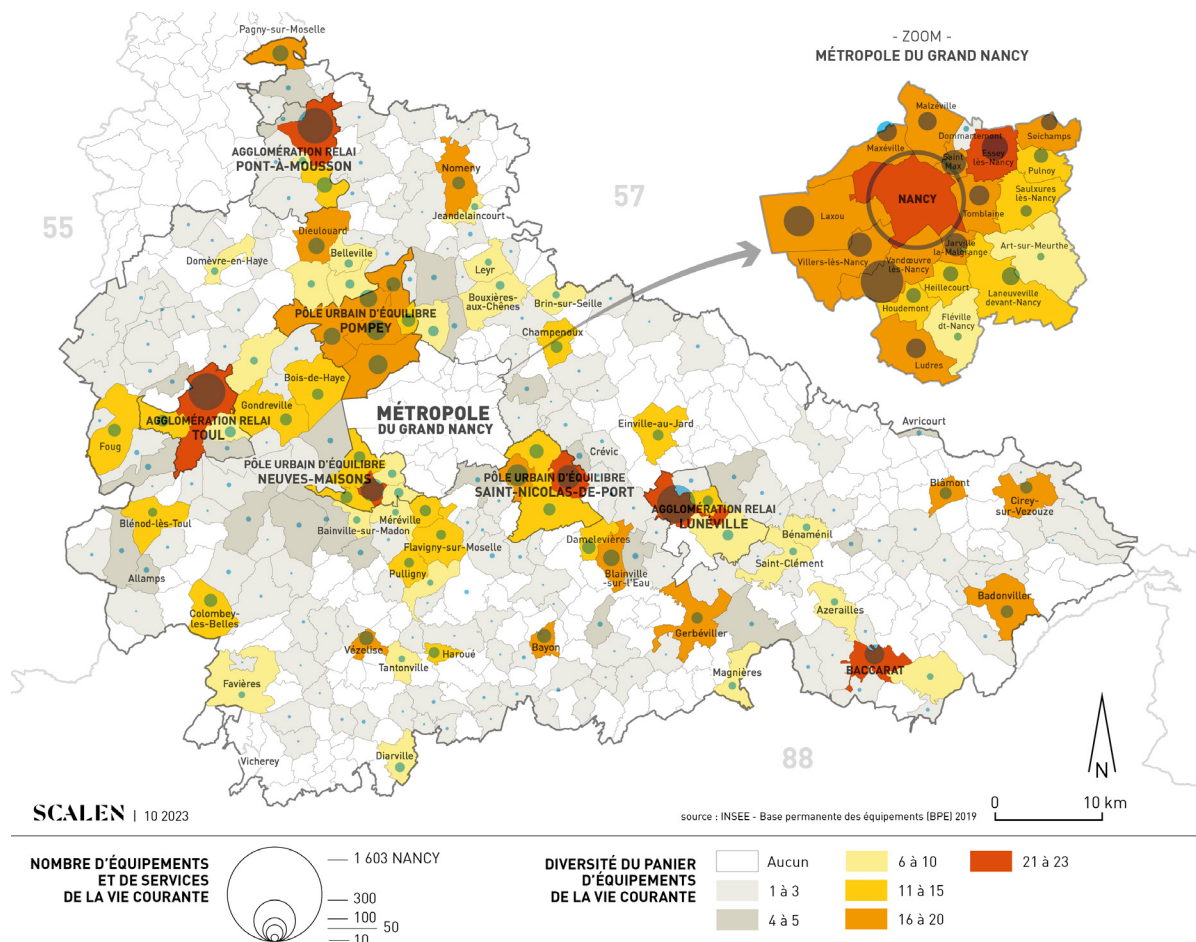 Pagny-sur-Moselle
- ZOOM -
MÉTROPOLE DU GRAND NANCY
Malzéville
Dommartement
Maxéville
Seichamps
Essey
lès-Nancy
Saint
Max
Pulnoy
Saulxures
lès-Nancy
NANCY
Tomblaine
Laxou
Jarville
la-Malgrange
Art-sur-Meurthe
Villers-lès-Nancy
Vandœuvre
lès-Nancy
Heillecourt
Laneuveville
devant-Nancy
Houdemont
Fléville
dt-Nancy
Ludres
AGGLOMÉRATION RELAI
PONT-À-MOUSSON
Nomeny
Jeandelaincourt
55
57
Dieulouard
Belleville
Domèvre-en-Haye
Leyr
Bouxières-
aux-Chênes
Brin-sur-Seille
PÔLE URBAIN D'ÉQUILIBRE
POMPEY
Champenoux
Bois-de-Haye
Gondreville
AGGLOMÉRATION RELAI
TOUL
Foug
MÉTROPOLE
DU GRAND NANCY
Einville-au-Jard
Avricourt
Crévic
PÔLE URBAIN D'ÉQUILIBRE
NEUVES-MAISONS
PÔLE URBAIN D'ÉQUILIBRE
SAINT-NICOLAS-DE-PORT
Blâmont
Cirey-
sur-Vezouze
AGGLOMÉRATION RELAI
LUNÉVILLE
Blénod-lès-Toul
Méréville
Bainville-sur-Madon
Bénaménil
Flavigny-sur-Moselle
Damelevières
Saint-Clément
Pulligny
Blainville
-sur-l'Eau
Allamps
Badonviller
Colombey-
les-Belles
Azerailles
Gerbéviller
Vézelise
Haroué
Bayon
Tantonville
BACCARAT
Magnières
Favières
Diarville
Vicherey
88
N
SCALEN | 10 2023
source : INSEE - Base permanente des équipements (BPE) 2019
0 10 km
NOMBRE D'ÉQUIPEMENTS
ET DE SERVICES
DE LA VIE COURANTE
1 603 NANCY
300
100
50
10
DIVERSITÉ DU PANIER
D'ÉQUIPEMENTS
DE LA VIE COURANTE
Aucun
1 à 3
4 à 5
6 à 10
11 à 15
16 à 20
21 à 23